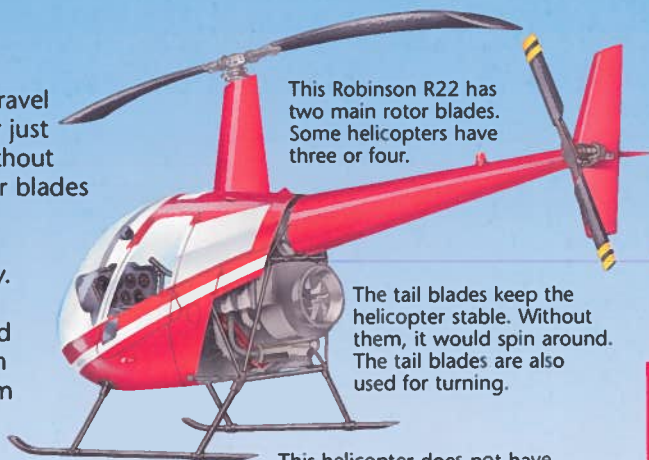 ravel
just
thout
r blades
y.
d
n
m
This Robinson R22 has
two main rotor blades.
Some helicopters have
three or four.
The tail blades keep the
helicopter stable. Without
them, it would spin around.
The tail blades are also
used for turning.
This helicopter does not have